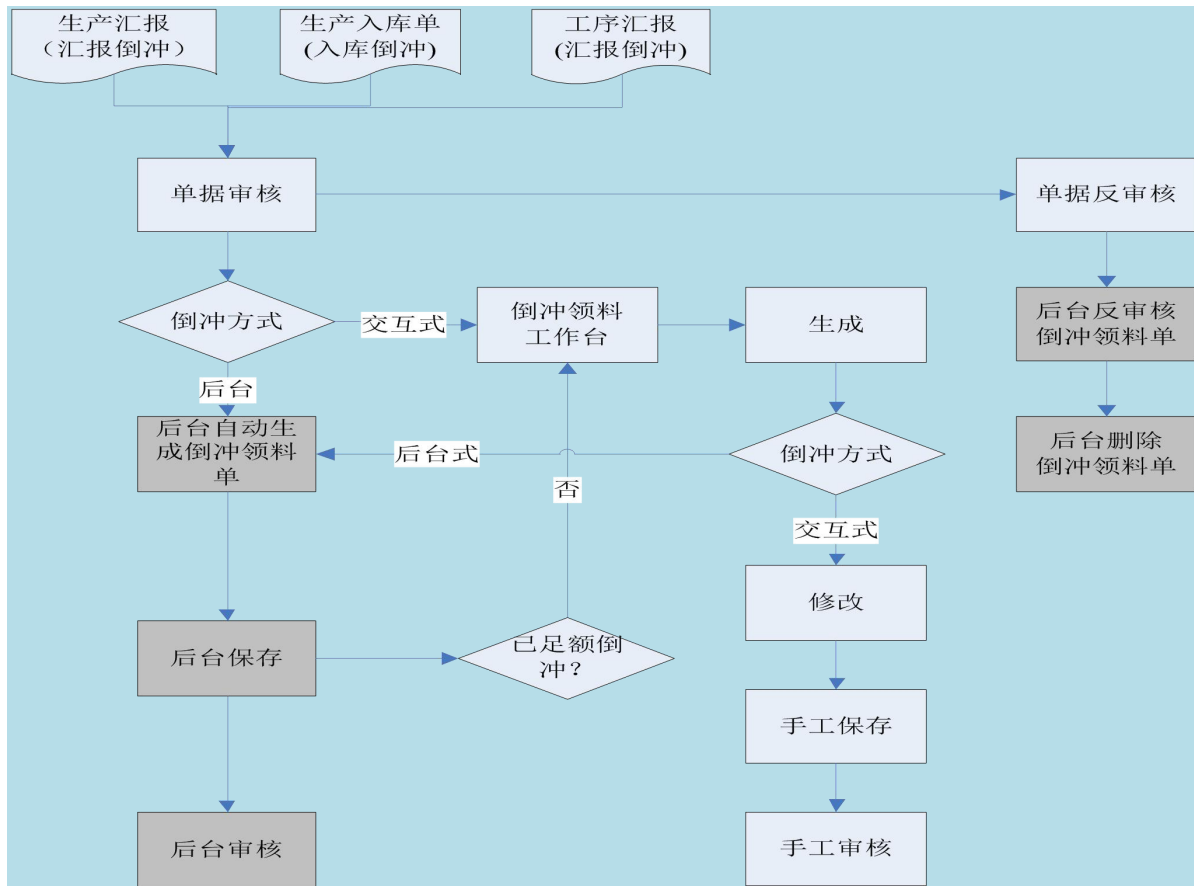 生产汇报
（汇报倒冲）
生产入库单
(入库倒冲)
工序汇报
(汇报倒冲)
单据审核
单据反审核
倒冲方式
交互式
倒冲领料
工作台
生成
后台反审核
倒冲领料单
后台
后台自动生
成倒冲领料
单
后台式
倒冲方式
后台删除
倒冲领料单
否
交互式
修改
后台保存
已足额倒
冲？
手工保存
后台审核
手工审核